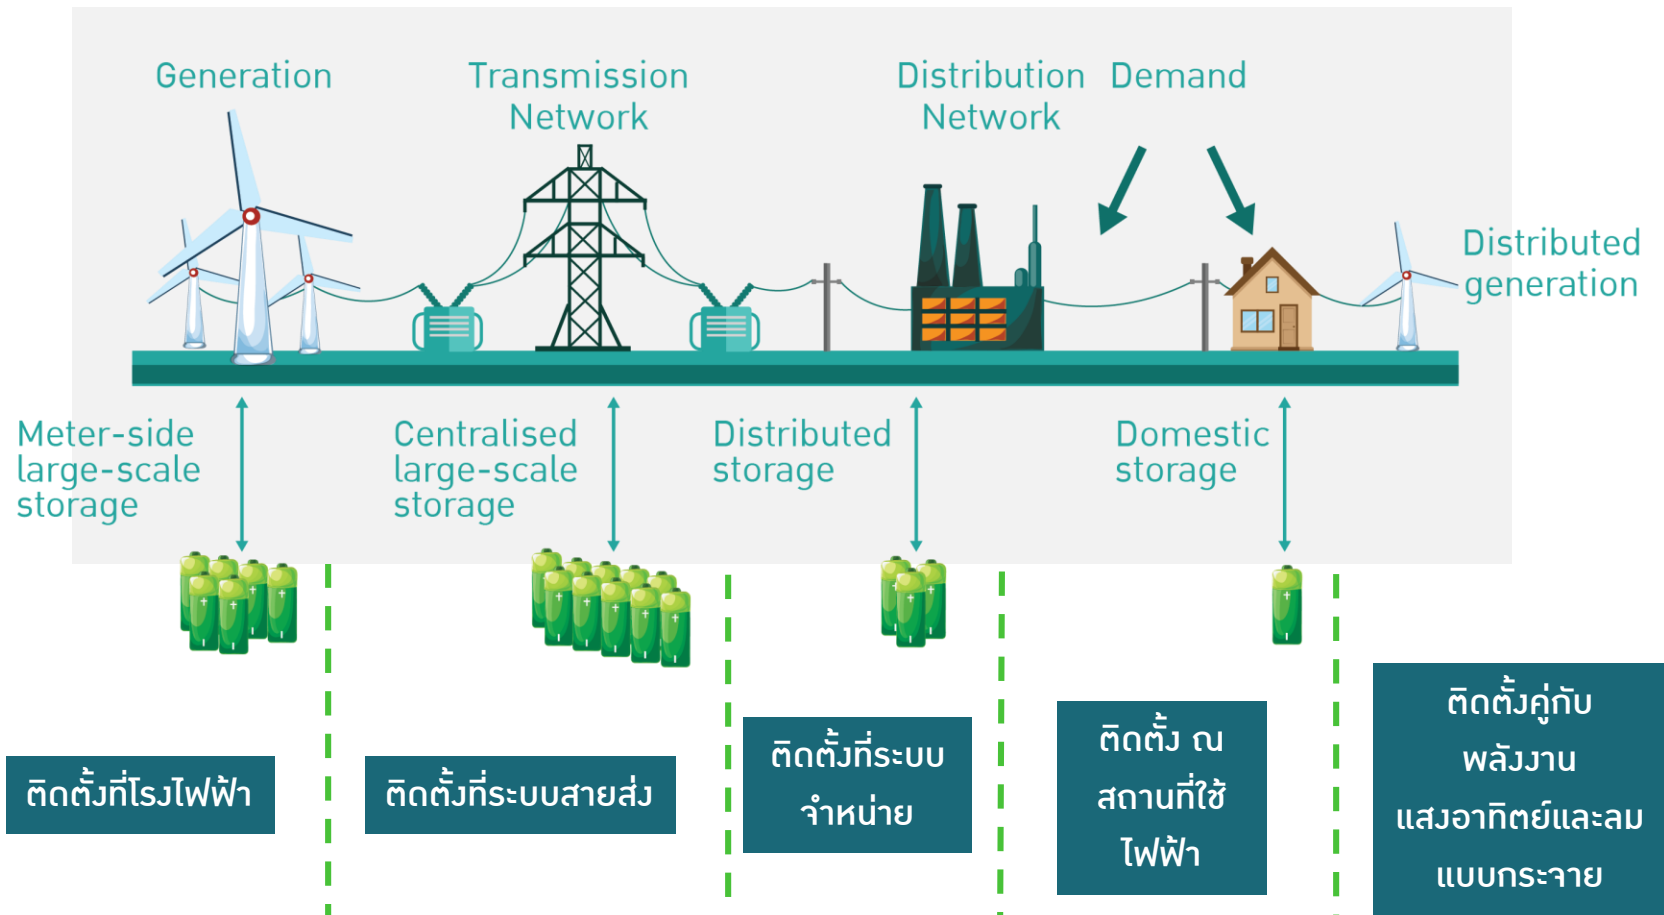 Generation
Transmission
Network
Distribution
Network
Demand
Distributed
generation
Meter-side
large-scale
storage
Centralised
large-scale
storage
Distributed
storage
Domestic
storage
ติดตั้งที่โรงไฟฟ้า
ติดตั้งที่ระบบสายส่ง
ติดตั้งที่ระบบ
จำหน่าย
ติดตั้ง ณ
สถานที่ใช้
ไฟฟ้า
ติดตั้งคู่กับ
พลังงาน
แสงอาทิตย์และลม
แบบกระจาย